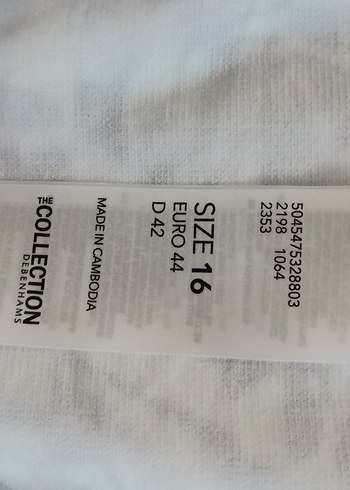 5045475328803
2198 1064
2353
SIZE 16
EURO 44
D 42
MADE IN CAMBODIA
THE COLLECTION
DEBENHAMS